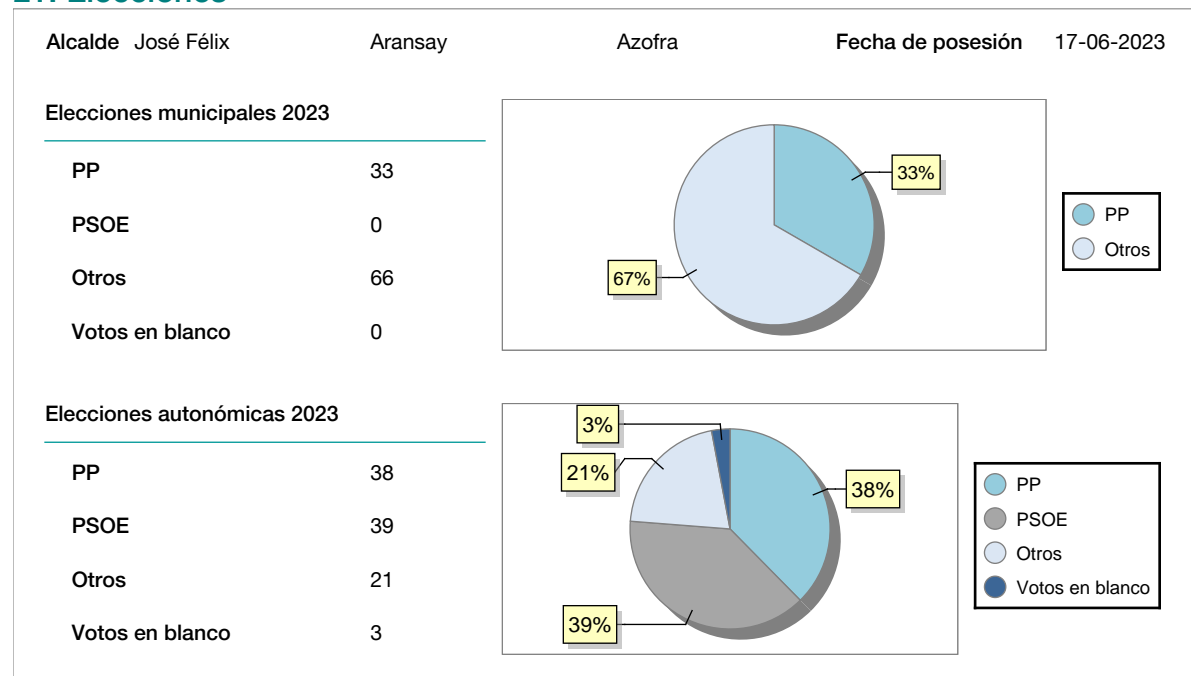 Alcalde José Félix Aransay Azofra Fecha de posesión 17-06-2023
Elecciones municipales 2023
PP 33
PSOE 0
Otros 66
Votos en blanco 0
33%
67%
PP
Otros
Elecciones autonómicas 2023
PP 38
PSOE 39
Otros 21
Votos en blanco 3
3%
21%
38%
39%
PP
PSOE
Otros
Votos en blanco